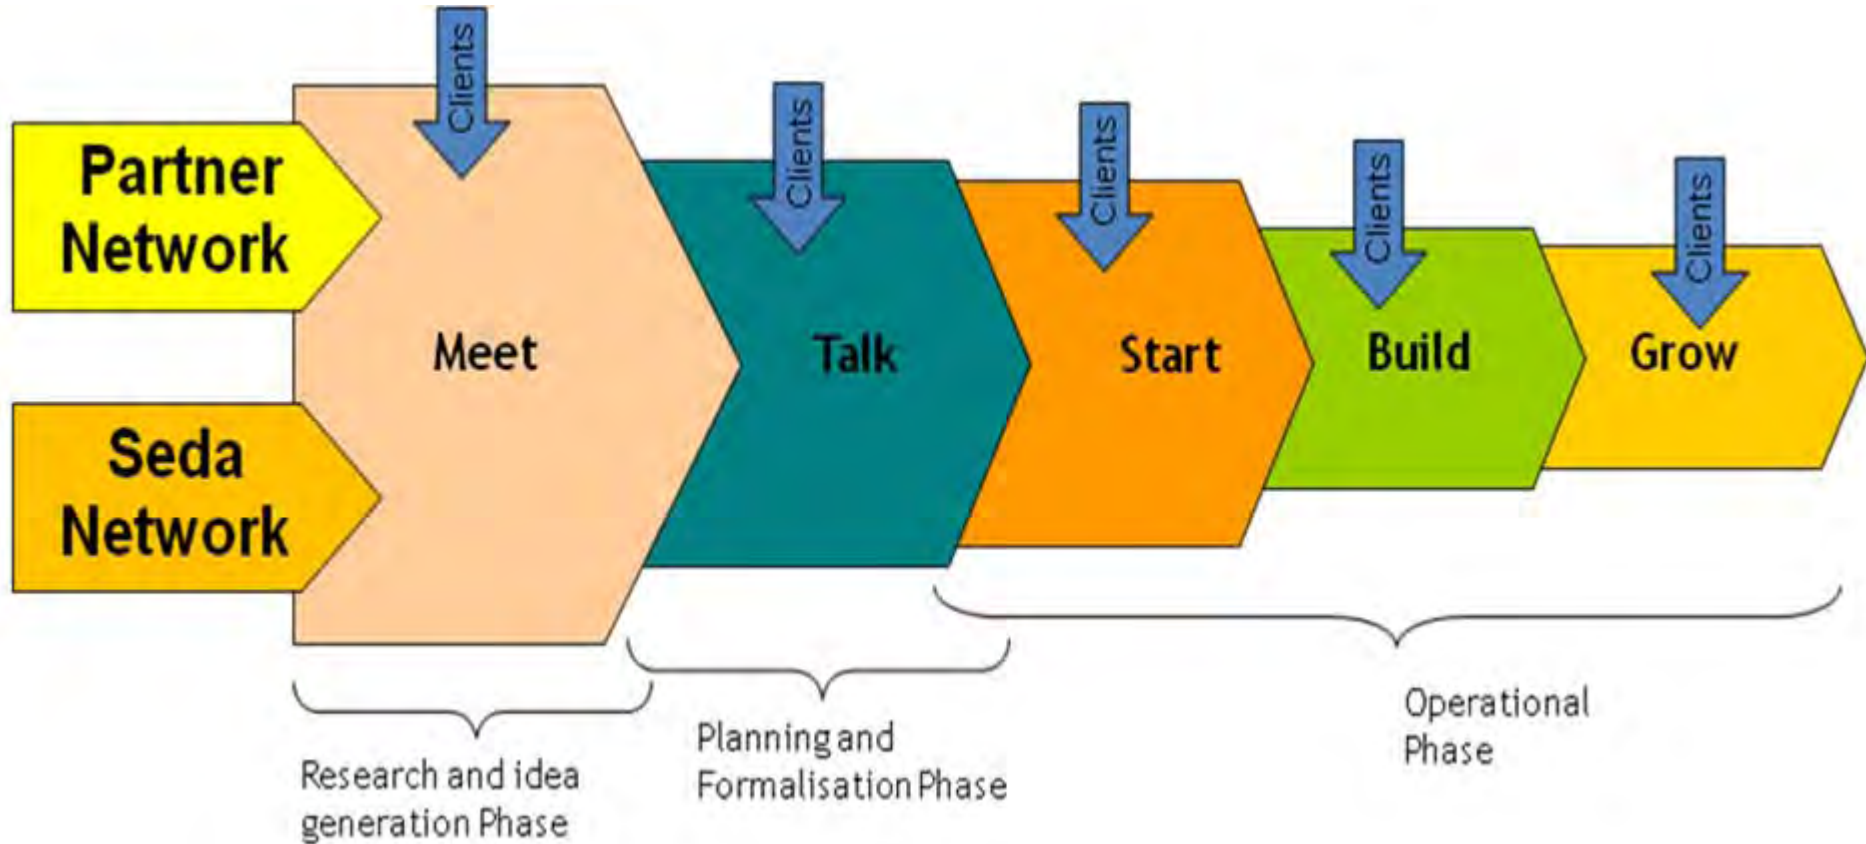 Clients
Clients
Clients
Clients
Clients
Partner
Network
Seda
Network
Meet
Talk
Start
Build
Grow
Research and idea
generation Phase
Planning and
Formalisation Phase
Operational
Phase